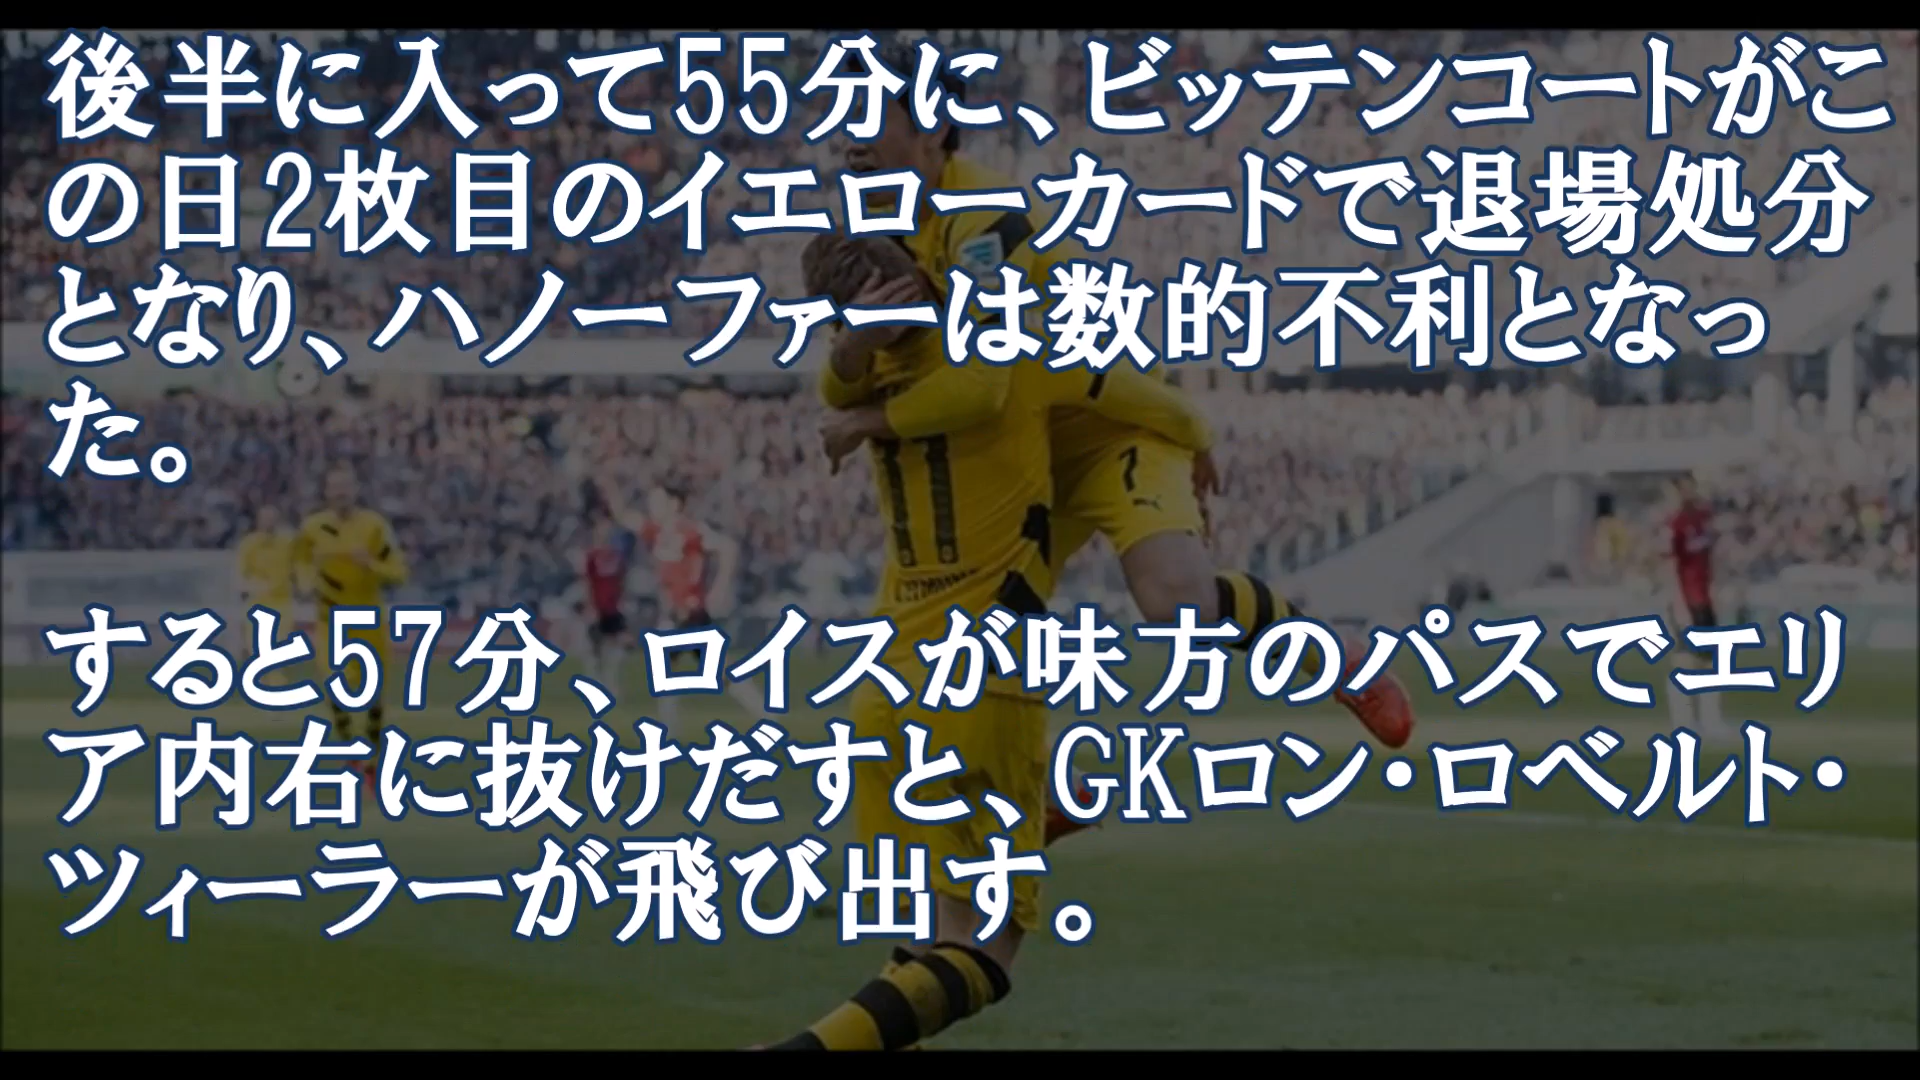 後半に入って55分に、ビッテンコートがこ
の日2枚目のイエローカードで退場処分
となり、ハノーファーは数的不利となっ
た。
すると57分、ロイスが味方のパスでエリ
ア内右に抜けだすと、GKロン・ロベルト・
ツィーラーが飛び出す。
11
7